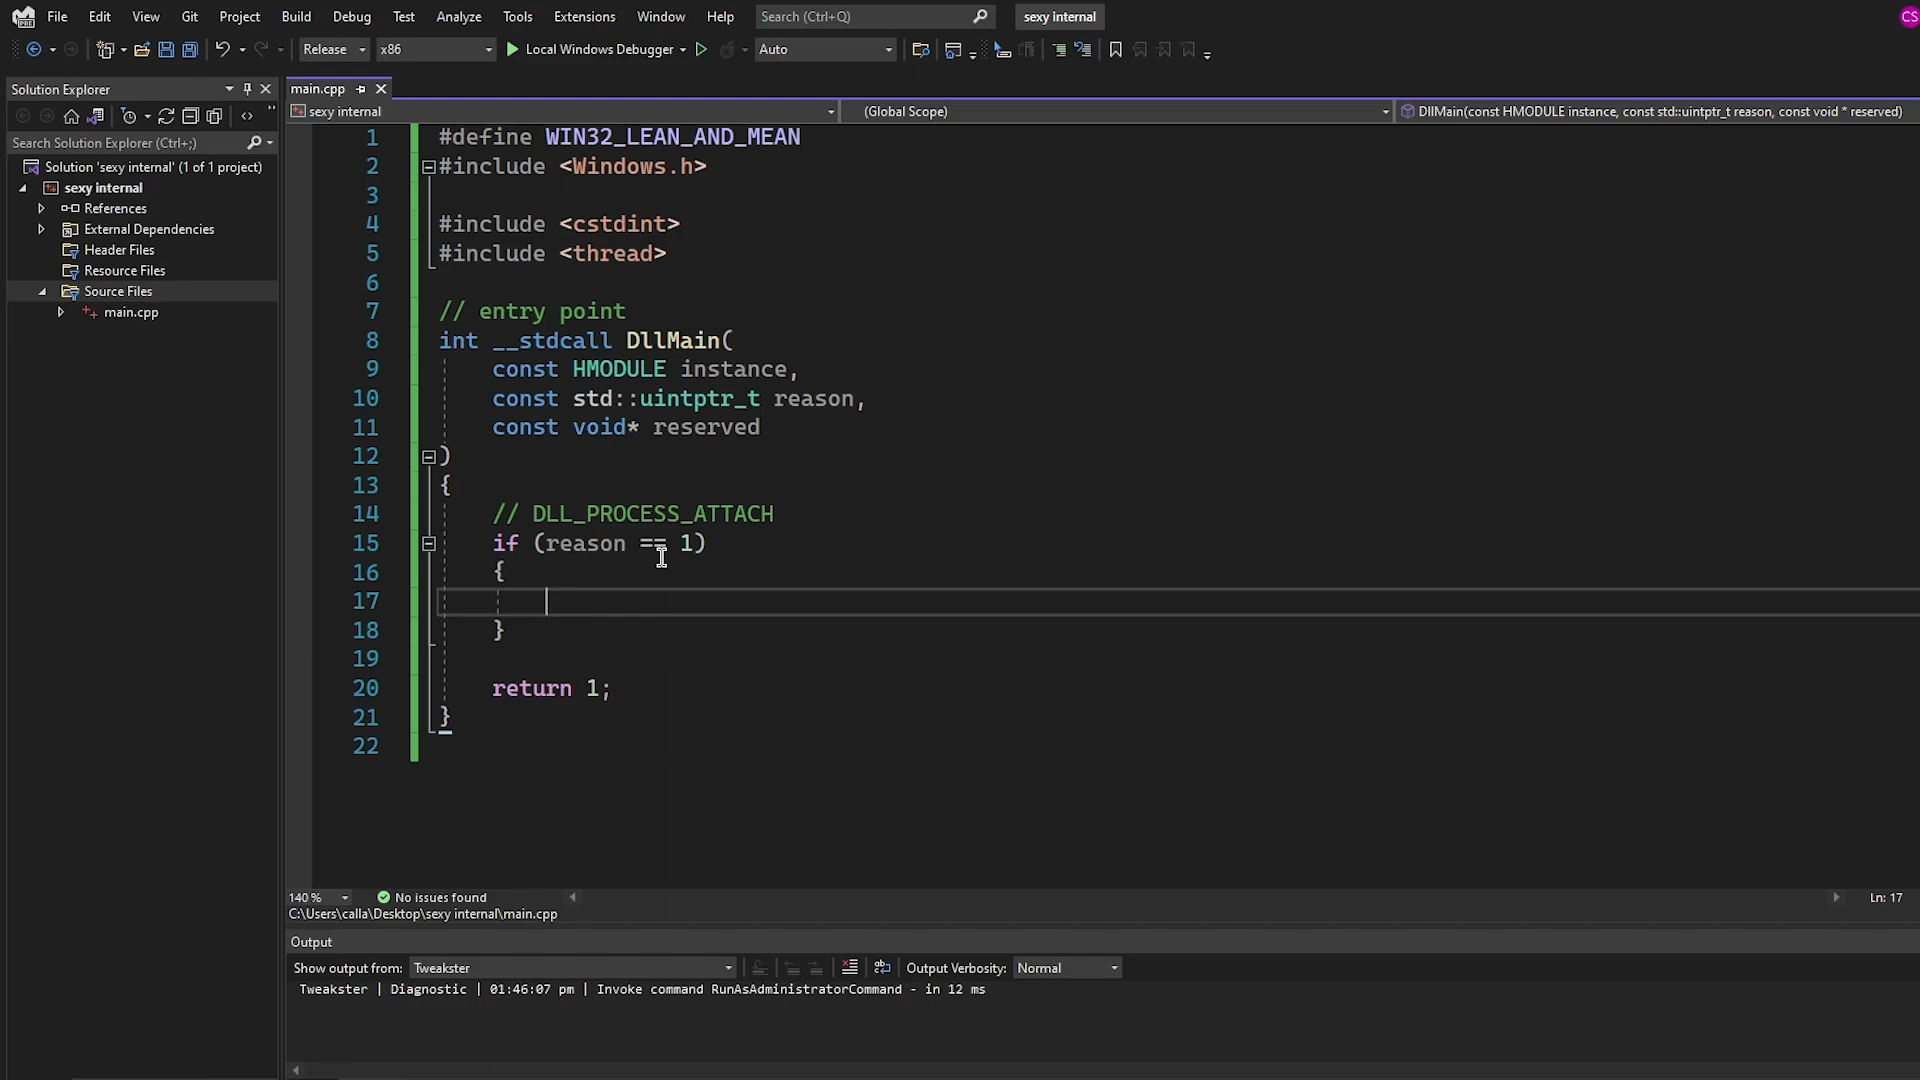 File Edit View Git Project Build Debug Test Analyze Tools Extensions Window Help Search (Ctrl+Q) sexy internal
CS
Release x86 Local Windows Debugger Auto
Solution Explorer
Search Solution Explorer (Ctrl+;)
Solution 'sexy internal' (1 of 1 project)
sexy internal
References
External Dependencies
Header Files
Resource Files
Source Files
main.cpp
main.cpp
sexy internal (Global Scope) DllMain(const HMODULE instance, const std::uintptr_t reason, const void * reserved)
1 #define WIN32_LEAN_AND_MEAN
2 #include <Windows.h>
3
4 #include <cstdint>
5 #include <thread>
6
7 // entry point
8 int __stdcall DllMain(
9 const HMODULE instance,
10 const std::uintptr_t reason,
11 const void* reserved
12 )
13 {
14 // DLL_PROCESS_ATTACH
15 if (reason == 1)
16 {
17
18 }
19
20 return 1;
21 }
22
140 % No issues found Ln: 17
C:\Users\calla\Desktop\sexy internal\main.cpp
Output
Show output from: Tweakster Output Verbosity: Normal
Tweakster | Diagnostic | 01:46:07 pm | Invoke command RunAsAdministratorCommand - in 12 ms